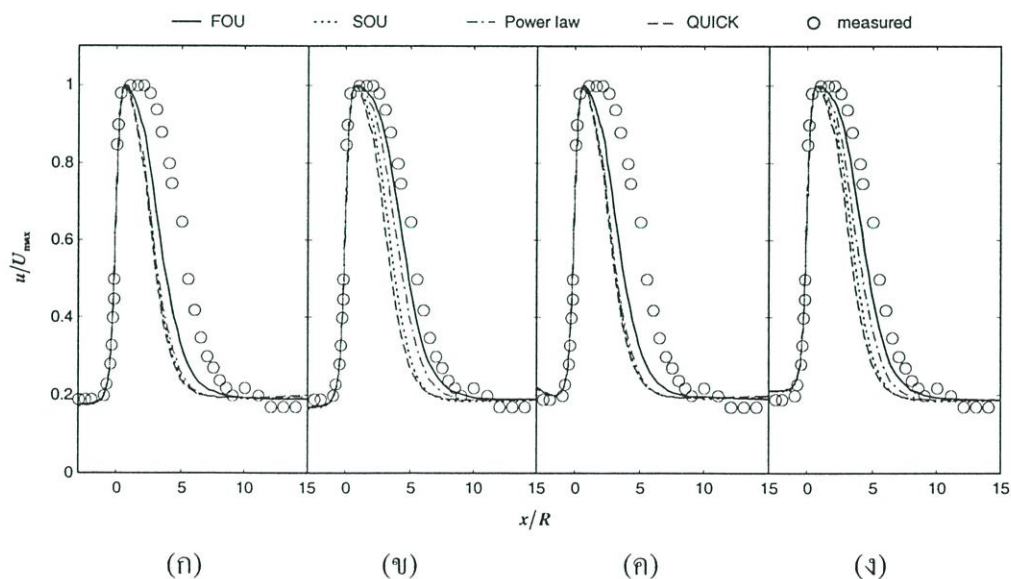 FOU SOU Power law QUICK measured
1
0.8
0.6
0.4
0.2
0
u/Umax
0 5 10 15 0 5 10 15 0 5 10 15 0 5 10 15
x/R
(ก) (ข) (ค) (ง)